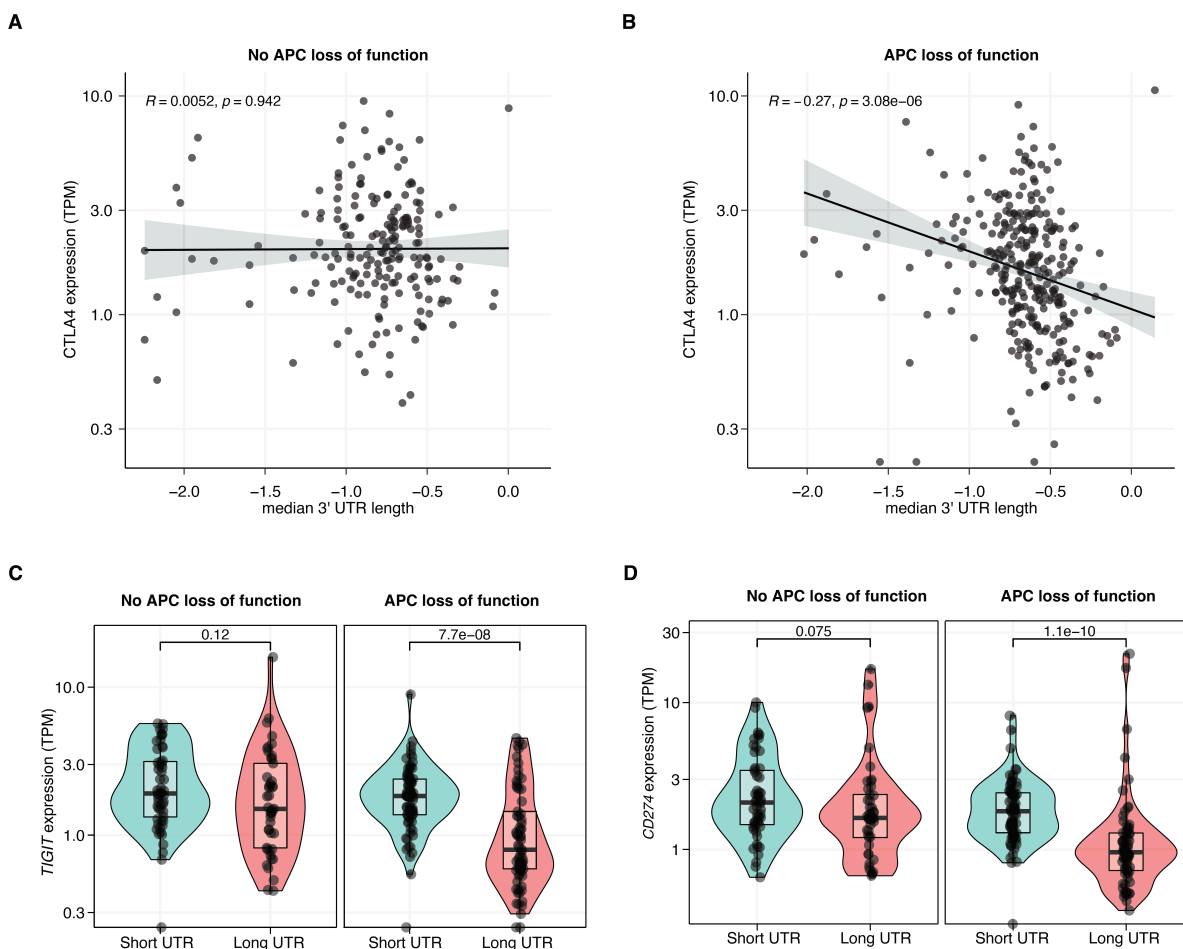 A
B
No APC loss of function
APC loss of function
R = 0.0052, p = 0.942
R = −0.27, p = 3.08e−06
CTLA4 expression (TPM)
10.0
3.0
1.0
0.3
−2.0 −1.5 −1.0 −0.5 0.0
median 3' UTR length
CTLA4 expression (TPM)
10.0
3.0
1.0
0.3
−2.0 −1.5 −1.0 −0.5 0.0
median 3' UTR length
C
No APC loss of function APC loss of function
0.12 7.7e−08
TIGIT expression (TPM)
10.0
3.0
1.0
0.3
Short UTR Long UTR Short UTR Long UTR
D
No APC loss of function APC loss of function
0.075 1.1e−10
CD274 expression (TPM)
30
10
3
1
Short UTR Long UTR Short UTR Long UTR